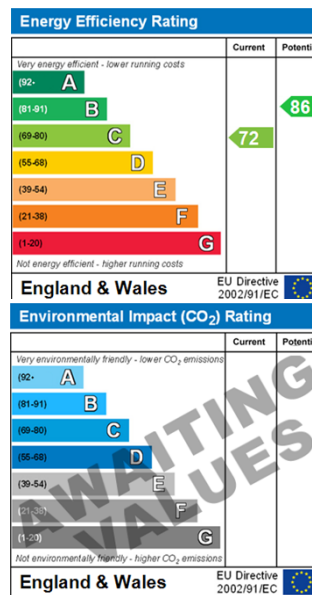 Energy Efficiency Rating
Current Potenti
Very energy efficient - lower running costs
(92- A
(81-91) B 86
(69-80) C 72
(55-68) D
(39-54) E
(21-38) F
(1-20) G
Not energy efficient - higher running costs
England & Wales EU Directive 2002/91/EC
Environmental Impact (CO₂) Rating
Current Potenti
Very environmentally friendly - lower CO₂ emissions
(92- A
(81-91) B
(69-80) C
(55-68) D
(39-54) E
(21-38) F
(1-20) G
AWAITING
VALUES
Not environmentally friendly - higher CO₂ emissions
England & Wales EU Directive 2002/91/EC